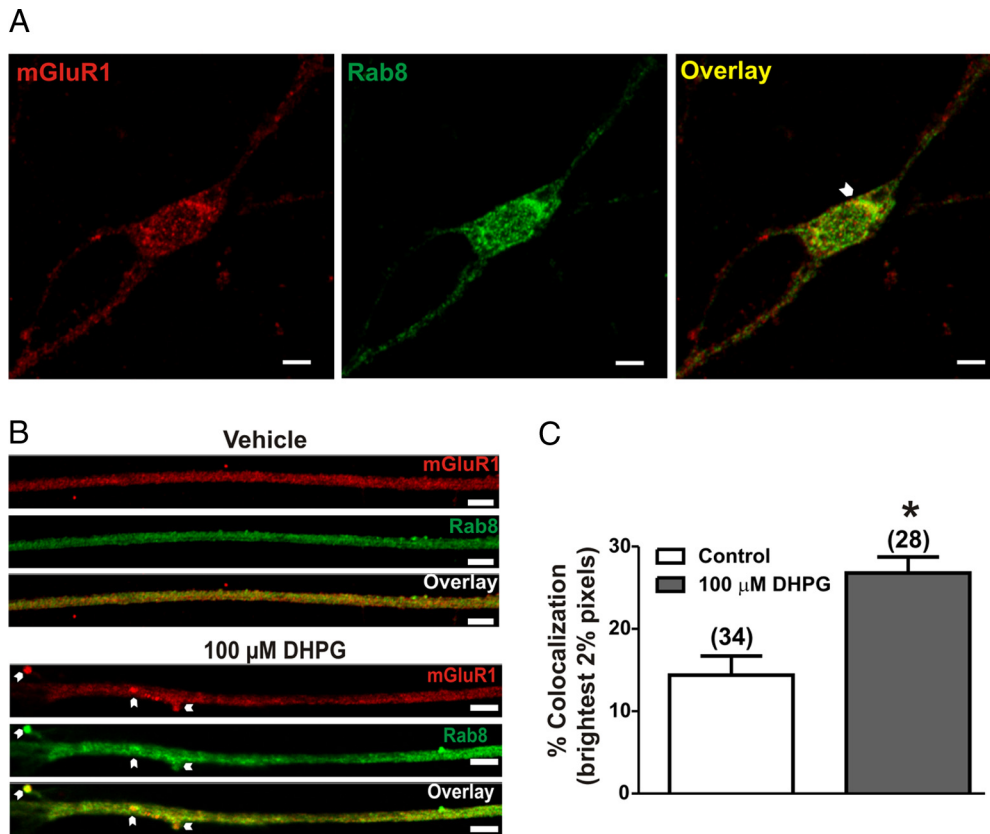 A
mGluR1
Rab8
Overlay
B
Vehicle
mGluR1
Rab8
Overlay
100 µM DHPG
mGluR1
Rab8
Overlay
C
% Colocalization
(brightest 2% pixels)
30
20
10
0
Control
100 µM DHPG
(34)
*
(28)